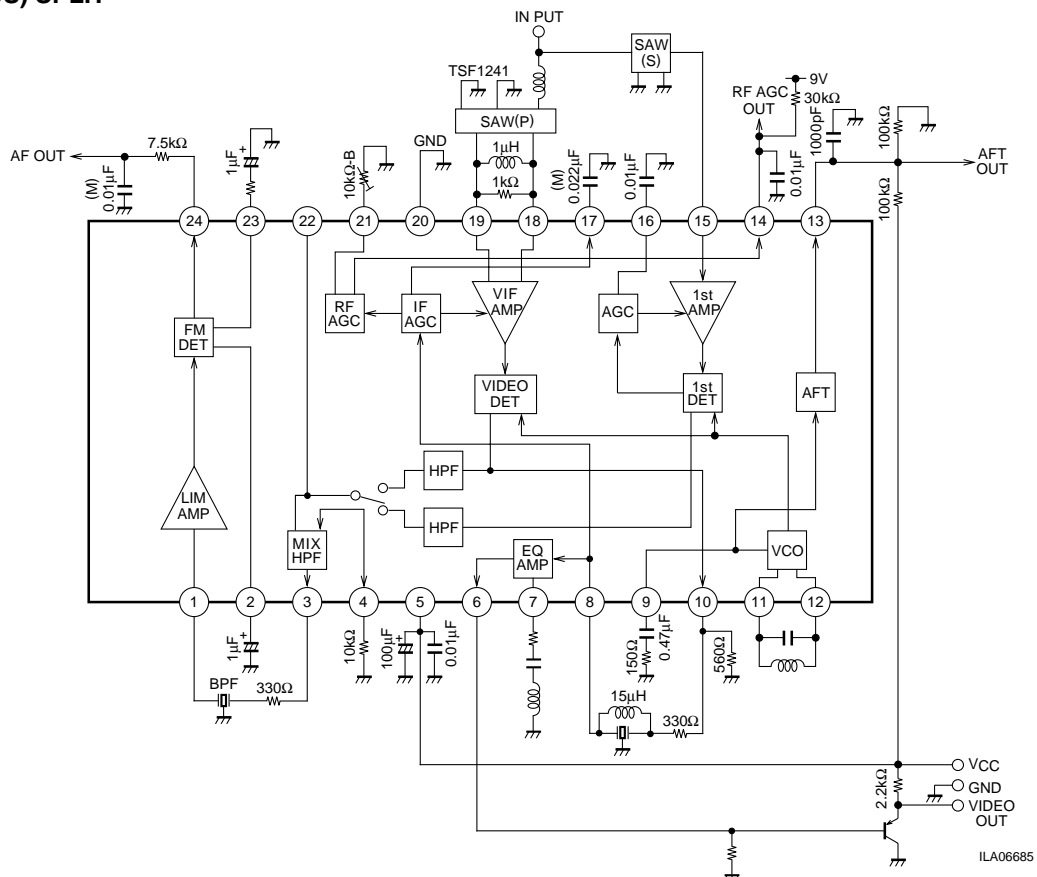 IN PUT
SAW
(S)
TSF1241
SAW(P)
RF AGC
OUT
9V
30kΩ
1000pF
100kΩ
AFT
OUT
100kΩ
0.01µF
AF OUT
7.5kΩ
(M)
0.01µF
1µF
+
10kΩ-B
GND
1µH
1kΩ
(M)
0.022µF
0.01µF
24
23
22
21
20
19
18
17
16
15
14
13
RF
AGC
IF
AGC
VIF
AMP
AGC
1st
AMP
FM
DET
VIDEO
DET
1st
DET
AFT
LIM
AMP
HPF
HPF
MIX
HPF
EQ
AMP
VCO
1
2
3
4
5
6
7
8
9
10
11
12
1µF
+
BPF
330Ω
10kΩ
100µF
+
0.01µF
15µH
330Ω
150Ω
0.47µF
560Ω
VCC
2.2kΩ
GND
VIDEO
OUT
ILA06685